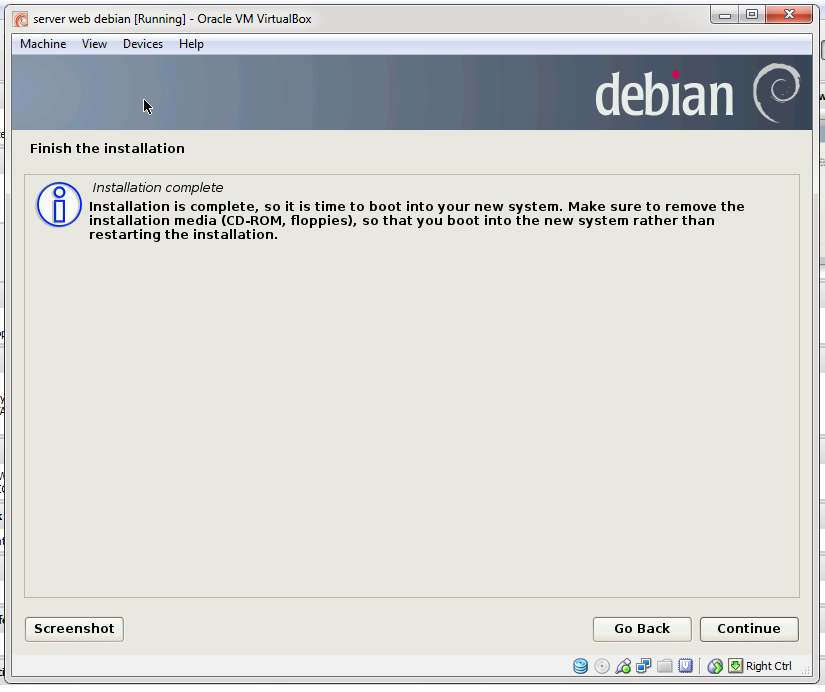 server web debian [Running] - Oracle VM VirtualBox
Machine View Devices Help
debian
Finish the installation
Installation complete
Installation is complete, so it is time to boot into your new system. Make sure to remove the
installation media (CD-ROM, floppies), so that you boot into the new system rather than
restarting the installation.
Screenshot Go Back Continue
Right Ctrl